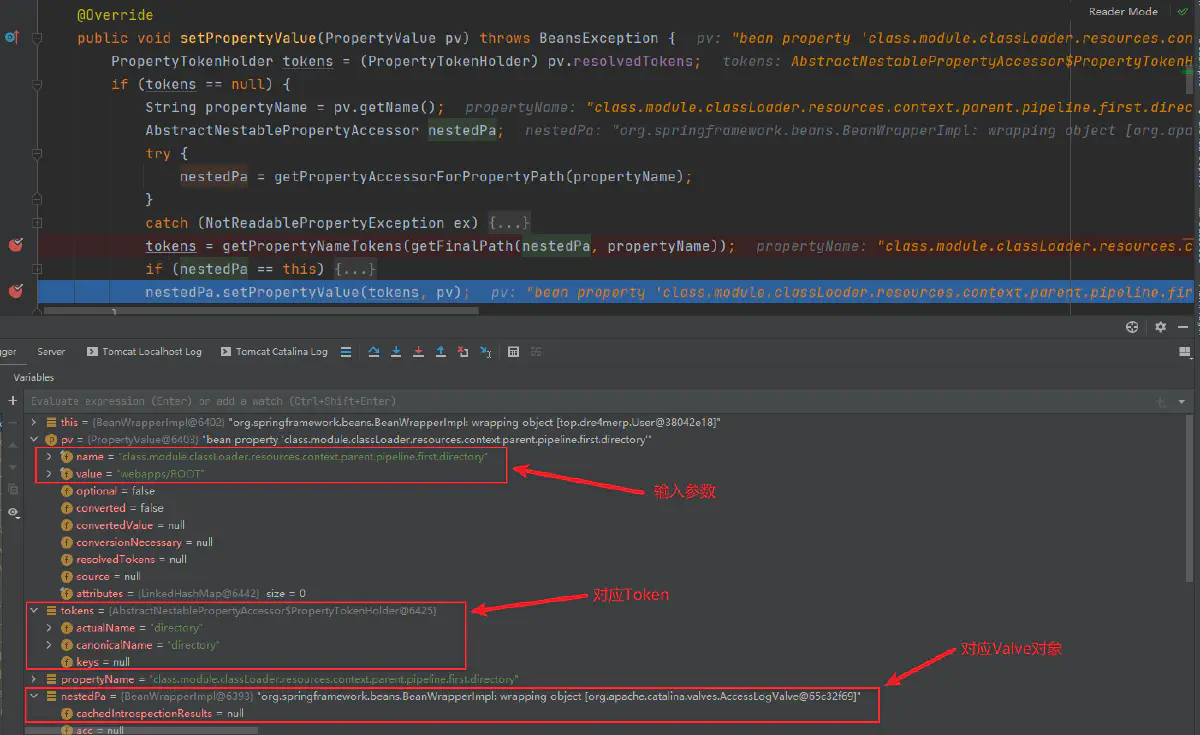 @Override
Reader Mode
public void setPropertyValue(PropertyValue pv) throws BeansException {  pv: "bean property 'class.module.classLoader.resources.con
PropertyTokenHolder tokens = (PropertyTokenHolder) pv.resolvedTokens;  tokens: AbstractNestablePropertyAccessor$PropertyTokenH
if (tokens == null) {
String propertyName = pv.getName();  propertyName: "class.module.classLoader.resources.context.parent.pipeline.first.direc
AbstractNestablePropertyAccessor nestedPa;  nestedPa: "org.springframework.beans.BeanWrapperImpl: wrapping object [org.apa
try {
nestedPa = getPropertyAccessorForPropertyPath(propertyName);
}
catch (NotReadablePropertyException ex) {...}
tokens = getPropertyNameTokens(getFinalPath(nestedPa, propertyName));  propertyName: "class.module.classLoader.resources.c
if (nestedPa == this) {...}
nestedPa.setPropertyValue(tokens, pv);  pv: "bean property 'class.module.classLoader.resources.context.parent.pipeline.fir
}
gger
Server
Tomcat Localhost Log
Tomcat Catalina Log
Variables
Evaluate expression (Enter) or add a watch (Ctrl+Shift+Enter)
this = {BeanWrapperImpl@6402} "org.springframework.beans.BeanWrapperImpl: wrapping object [top.dre4merp.User@38042e18]"
pv = {PropertyValue@6403} "bean property 'class.module.classLoader.resources.context.parent.pipeline.first.directory'"
name = "class.module.classLoader.resources.context.parent.pipeline.first.directory"
value = "webapps/ROOT"
输入参数
optional = false
converted = false
convertedValue = null
conversionNecessary = null
resolvedTokens = null
source = null
attributes = {LinkedHashMap@6442}  size = 0
对应Token
tokens = {AbstractNestablePropertyAccessor$PropertyTokenHolder@6425}
actualName = "directory"
canonicalName = "directory"
keys = null
对应Valve对象
propertyName = "class.module.classLoader.resources.context.parent.pipeline.first.directory"
nestedPa = {BeanWrapperImpl@6393} "org.springframework.beans.BeanWrapperImpl: wrapping object [org.apache.catalina.valves.AccessLogValve@65c32f69]"
cachedIntrospectionResults = null
acc = null